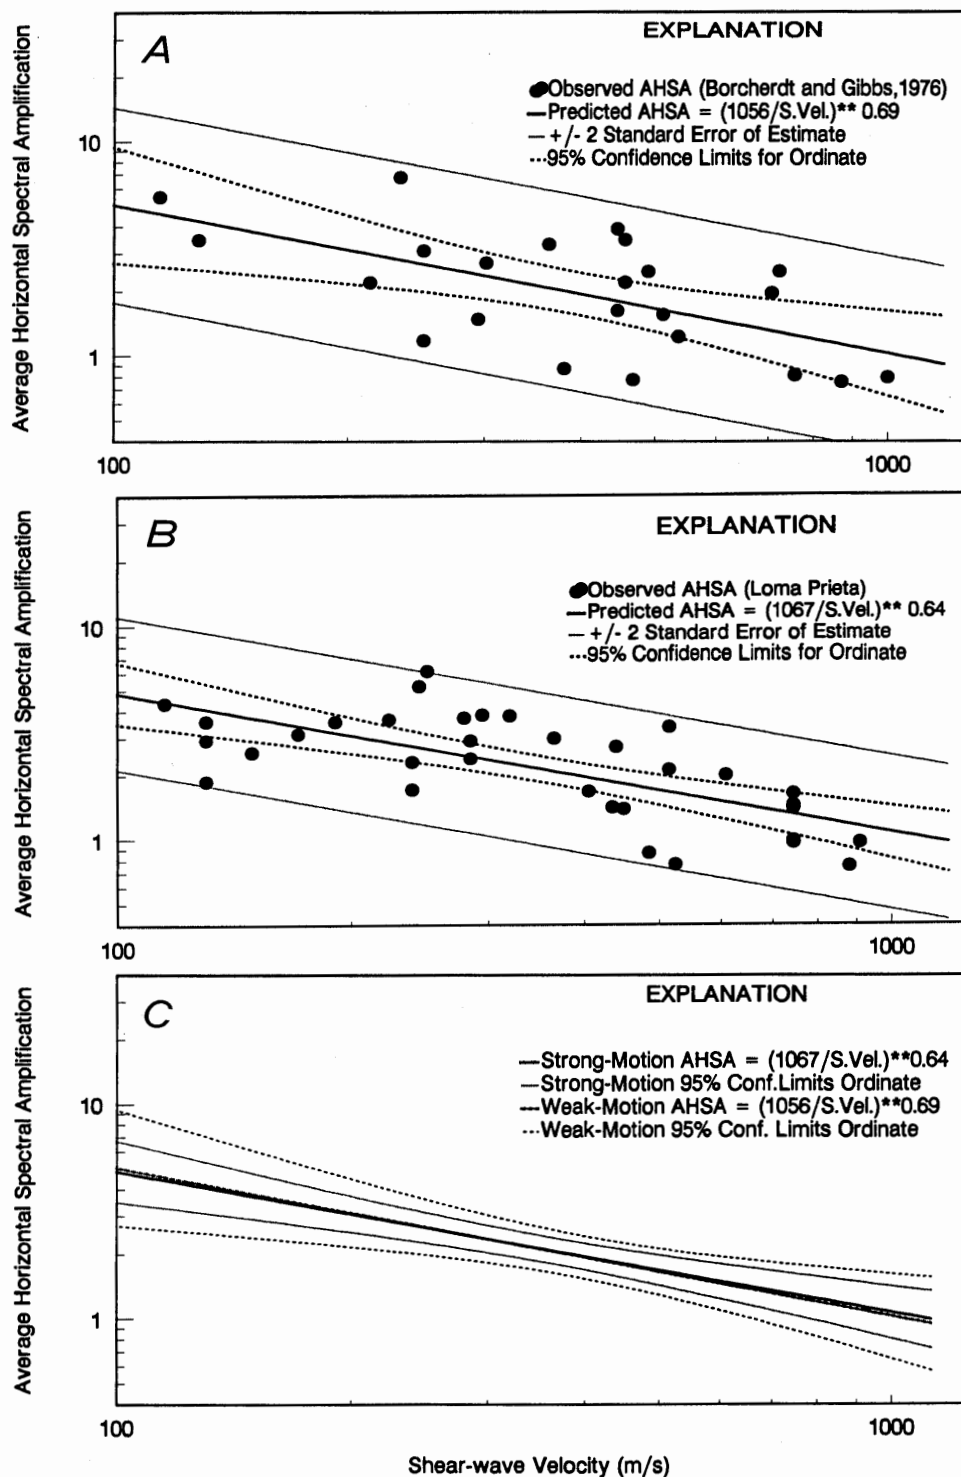 A
EXPLANATION
Observed AHSA (Borcherdt and Gibbs,1976)
Predicted AHSA = (1056/S.Vel.)** 0.69
+/- 2 Standard Error of Estimate
95% Confidence Limits for Ordinate
Average Horizontal Spectral Amplification
10
1
100
1000
B
EXPLANATION
Observed AHSA (Loma Prieta)
Predicted AHSA = (1067/S.Vel.)** 0.64
+/- 2 Standard Error of Estimate
95% Confidence Limits for Ordinate
Average Horizontal Spectral Amplification
10
1
100
1000
C
EXPLANATION
Strong-Motion AHSA = (1067/S.Vel.)**0.64
Strong-Motion 95% Conf.Limits Ordinate
Weak-Motion AHSA = (1056/S.Vel.)**0.69
Weak-Motion 95% Conf. Limits Ordinate
Average Horizontal Spectral Amplification
10
1
100
1000
Shear-wave Velocity (m/s)